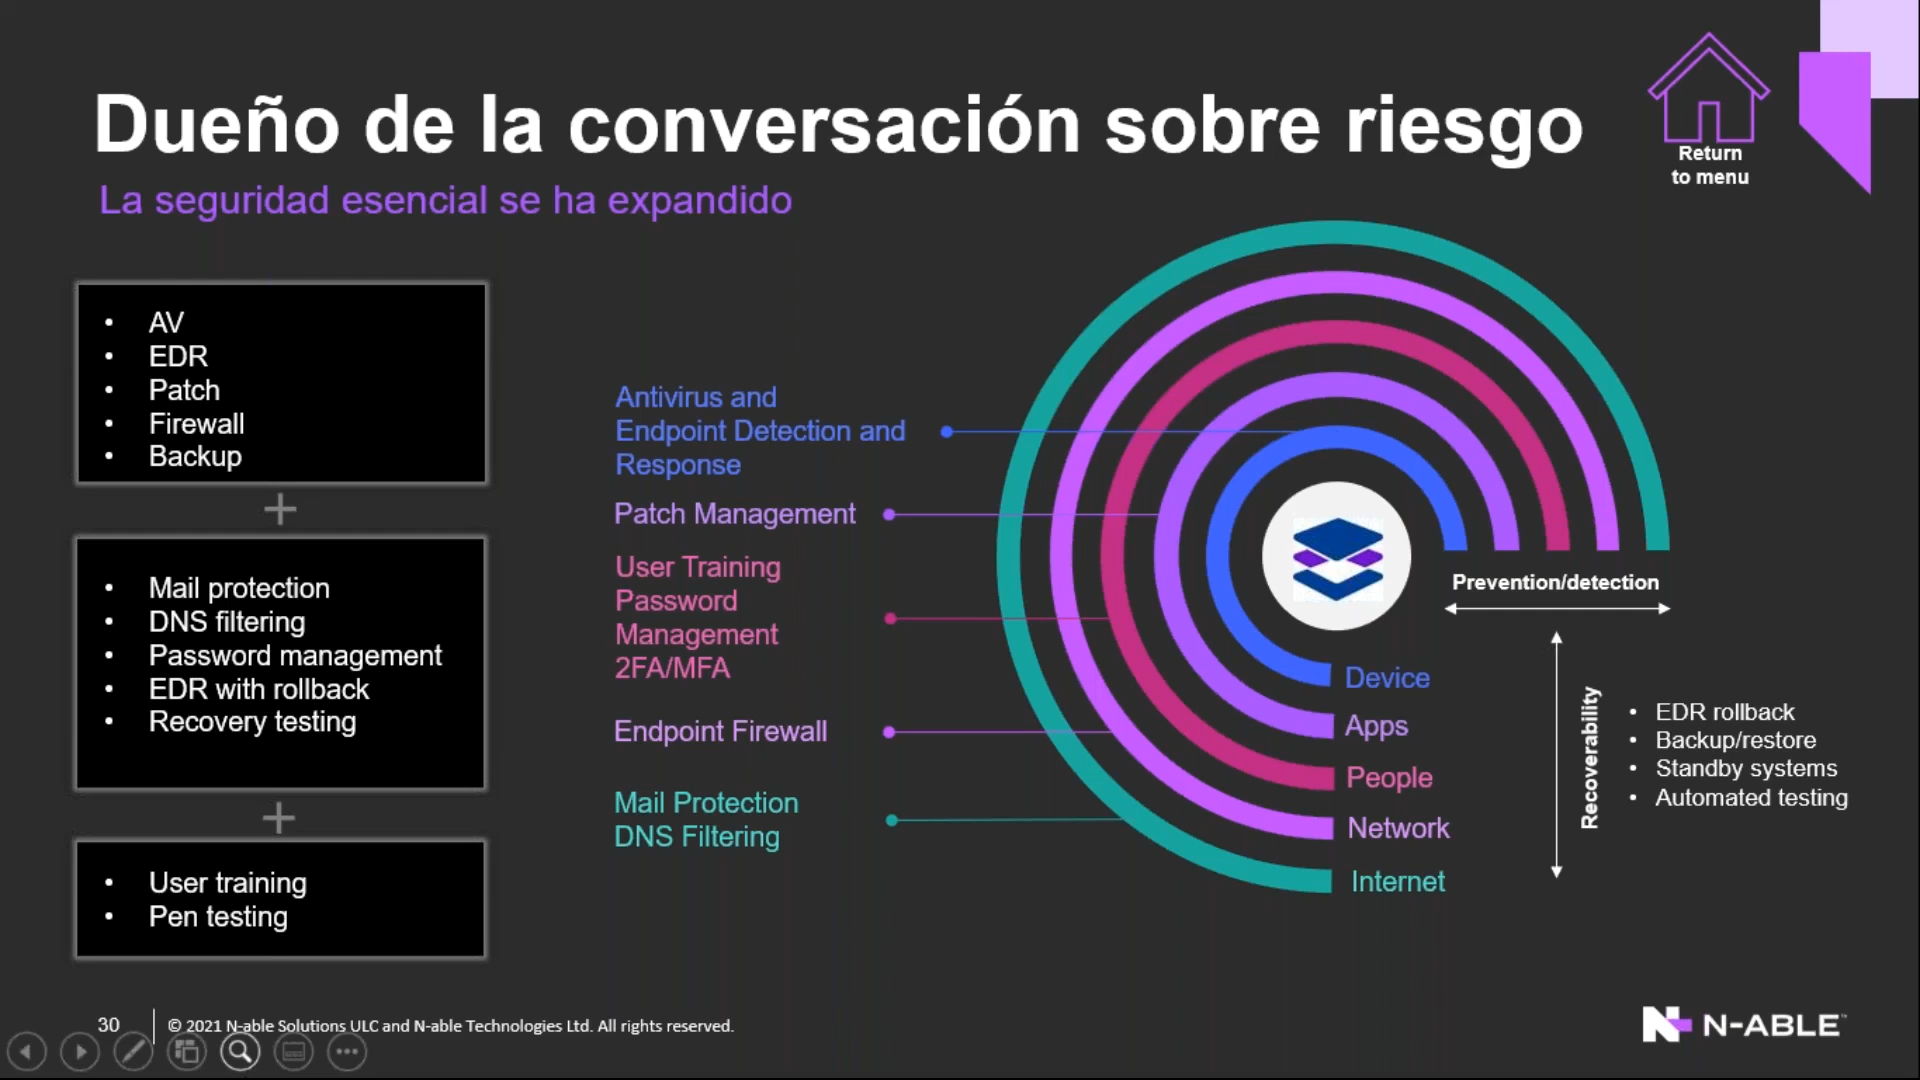 Dueño de la conversación sobre riesgo
La seguridad esencial se ha expandido
Return
to menu
• AV
• EDR
• Patch
• Firewall
• Backup
+
• Mail protection
• DNS filtering
• Password management
• EDR with rollback
• Recovery testing
+
• User training
• Pen testing
Antivirus and
Endpoint Detection and
Response
Patch Management
User Training
Password
Management
2FA/MFA
Endpoint Firewall
Mail Protection
DNS Filtering
Device
Apps
People
Network
Internet
Prevention/detection
Recoverability
• EDR rollback
• Backup/restore
• Standby systems
• Automated testing
30
© 2021 N-able Solutions ULC and N-able Technologies Ltd. All rights reserved.
N-ABLE™